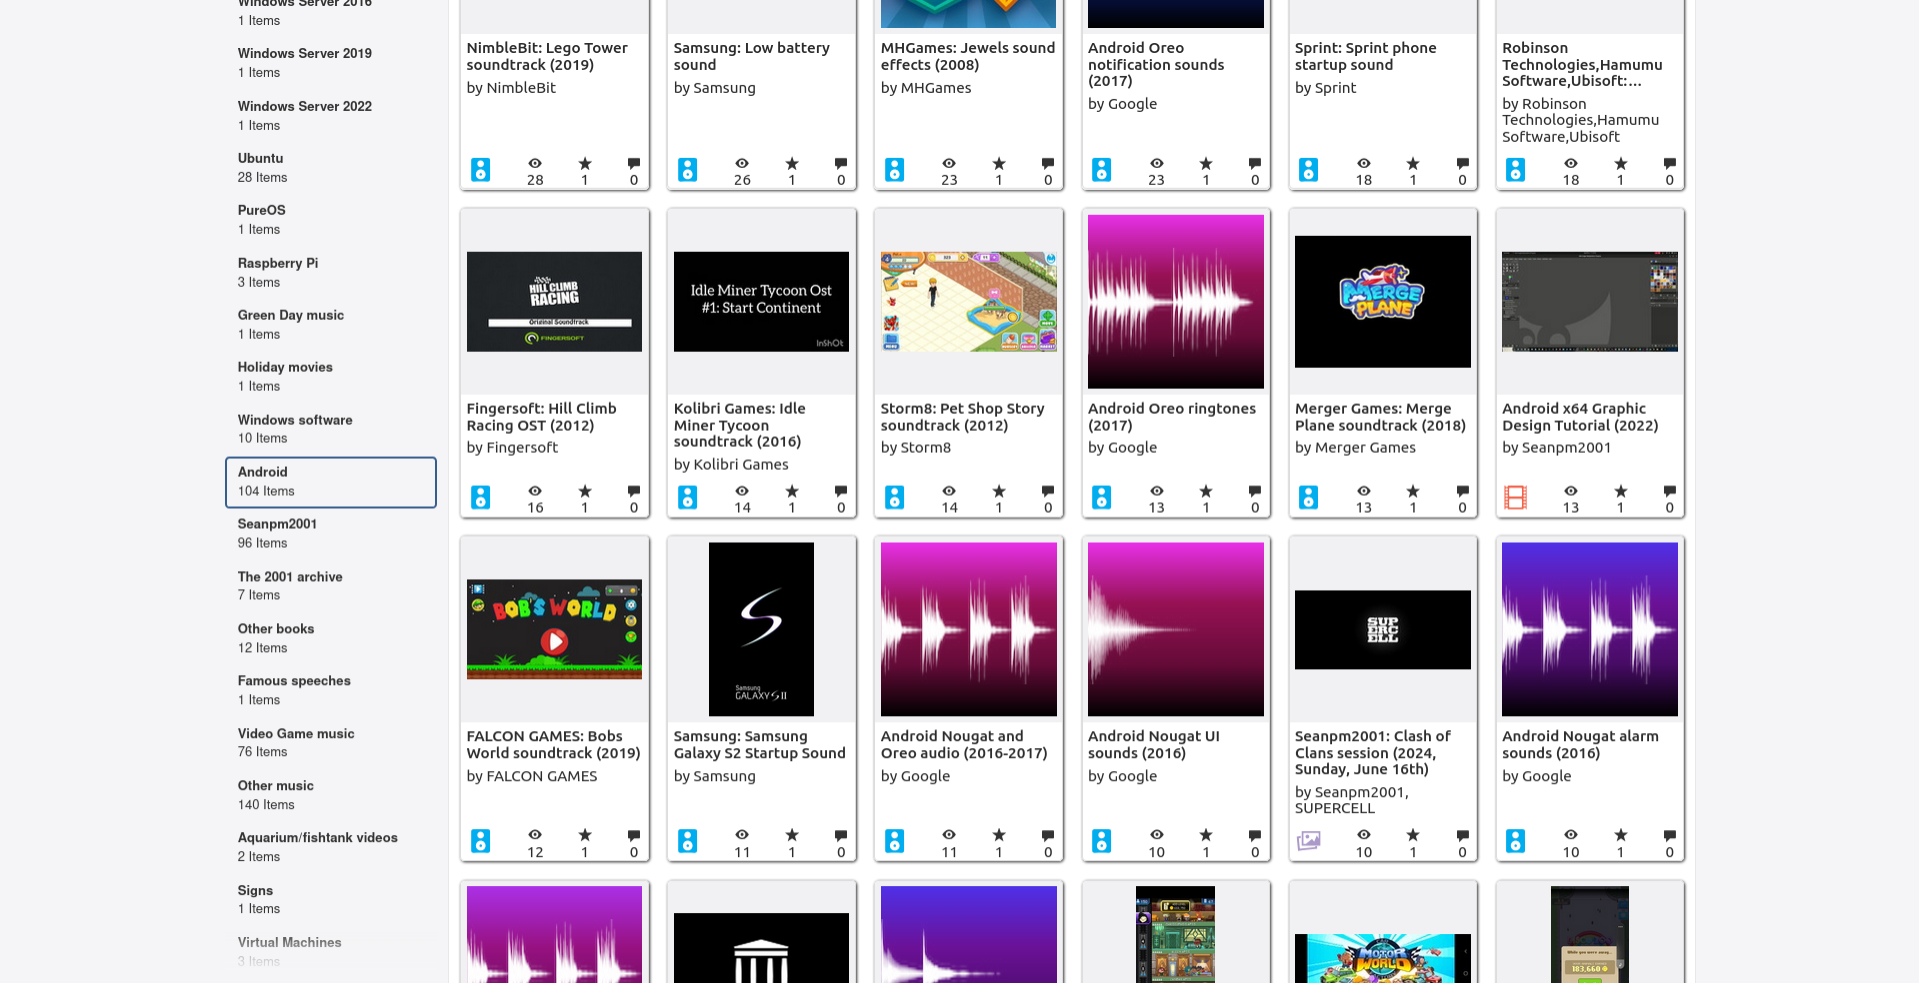 Windows Server 2016
1 Items
Windows Server 2019
1 Items
Windows Server 2022
1 Items
Ubuntu
28 Items
PureOS
1 Items
Raspberry Pi
3 Items
Green Day music
1 Items
Holiday movies
1 Items
Windows software
10 Items
Android
104 Items
Seanpm2001
96 Items
The 2001 archive
7 Items
Other books
12 Items
Famous speeches
1 Items
Video Game music
76 Items
Other music
140 Items
Aquarium/fishtank videos
2 Items
Signs
1 Items
Virtual Machines
3 Items
NimbleBit: Lego Tower
soundtrack (2019)
by NimbleBit
28
1
0
Samsung: Low battery
sound
by Samsung
26
1
0
MHGames: Jewels sound
effects (2008)
by MHGames
23
1
0
Android Oreo
notification sounds
(2017)
by Google
23
1
0
Sprint: Sprint phone
startup sound
by Sprint
18
1
0
Robinson
Technologies,Hamumu
Software,Ubisoft:...
by Robinson
Technologies,Hamumu
Software,Ubisoft
18
1
0
HILL CLIMB
RACING
Original Soundtrack
FINGERSOFT
Fingersoft: Hill Climb
Racing OST (2012)
by Fingersoft
16
1
0
Idle Miner Tycoon Ost
#1: Start Continent
InShOt
Kolibri Games: Idle
Miner Tycoon
soundtrack (2016)
by Kolibri Games
14
1
0
Storm8: Pet Shop Story
soundtrack (2012)
by Storm8
14
1
0
Android Oreo ringtones
(2017)
by Google
13
1
0
MERGE
PLANE
Merger Games: Merge
Plane soundtrack (2018)
by Merger Games
13
1
0
Android x64 Graphic
Design Tutorial (2022)
by Seanpm2001
13
1
0
BOB'S WORLD
FALCON GAMES: Bobs
World soundtrack (2019)
by FALCON GAMES
12
1
0
Samsung
GALAXY S II
Samsung: Samsung
Galaxy S2 Startup Sound
by Samsung
11
1
0
Android Nougat and
Oreo audio (2016-2017)
by Google
11
1
0
Android Nougat UI
sounds (2016)
by Google
10
1
0
SUP
ERC
ELL
Seanpm2001: Clash of
Clans session (2024,
Sunday, June 16th)
by Seanpm2001,
SUPERCELL
10
1
0
Android Nougat alarm
sounds (2016)
by Google
10
1
0
MOTOR
WORLD
183,660